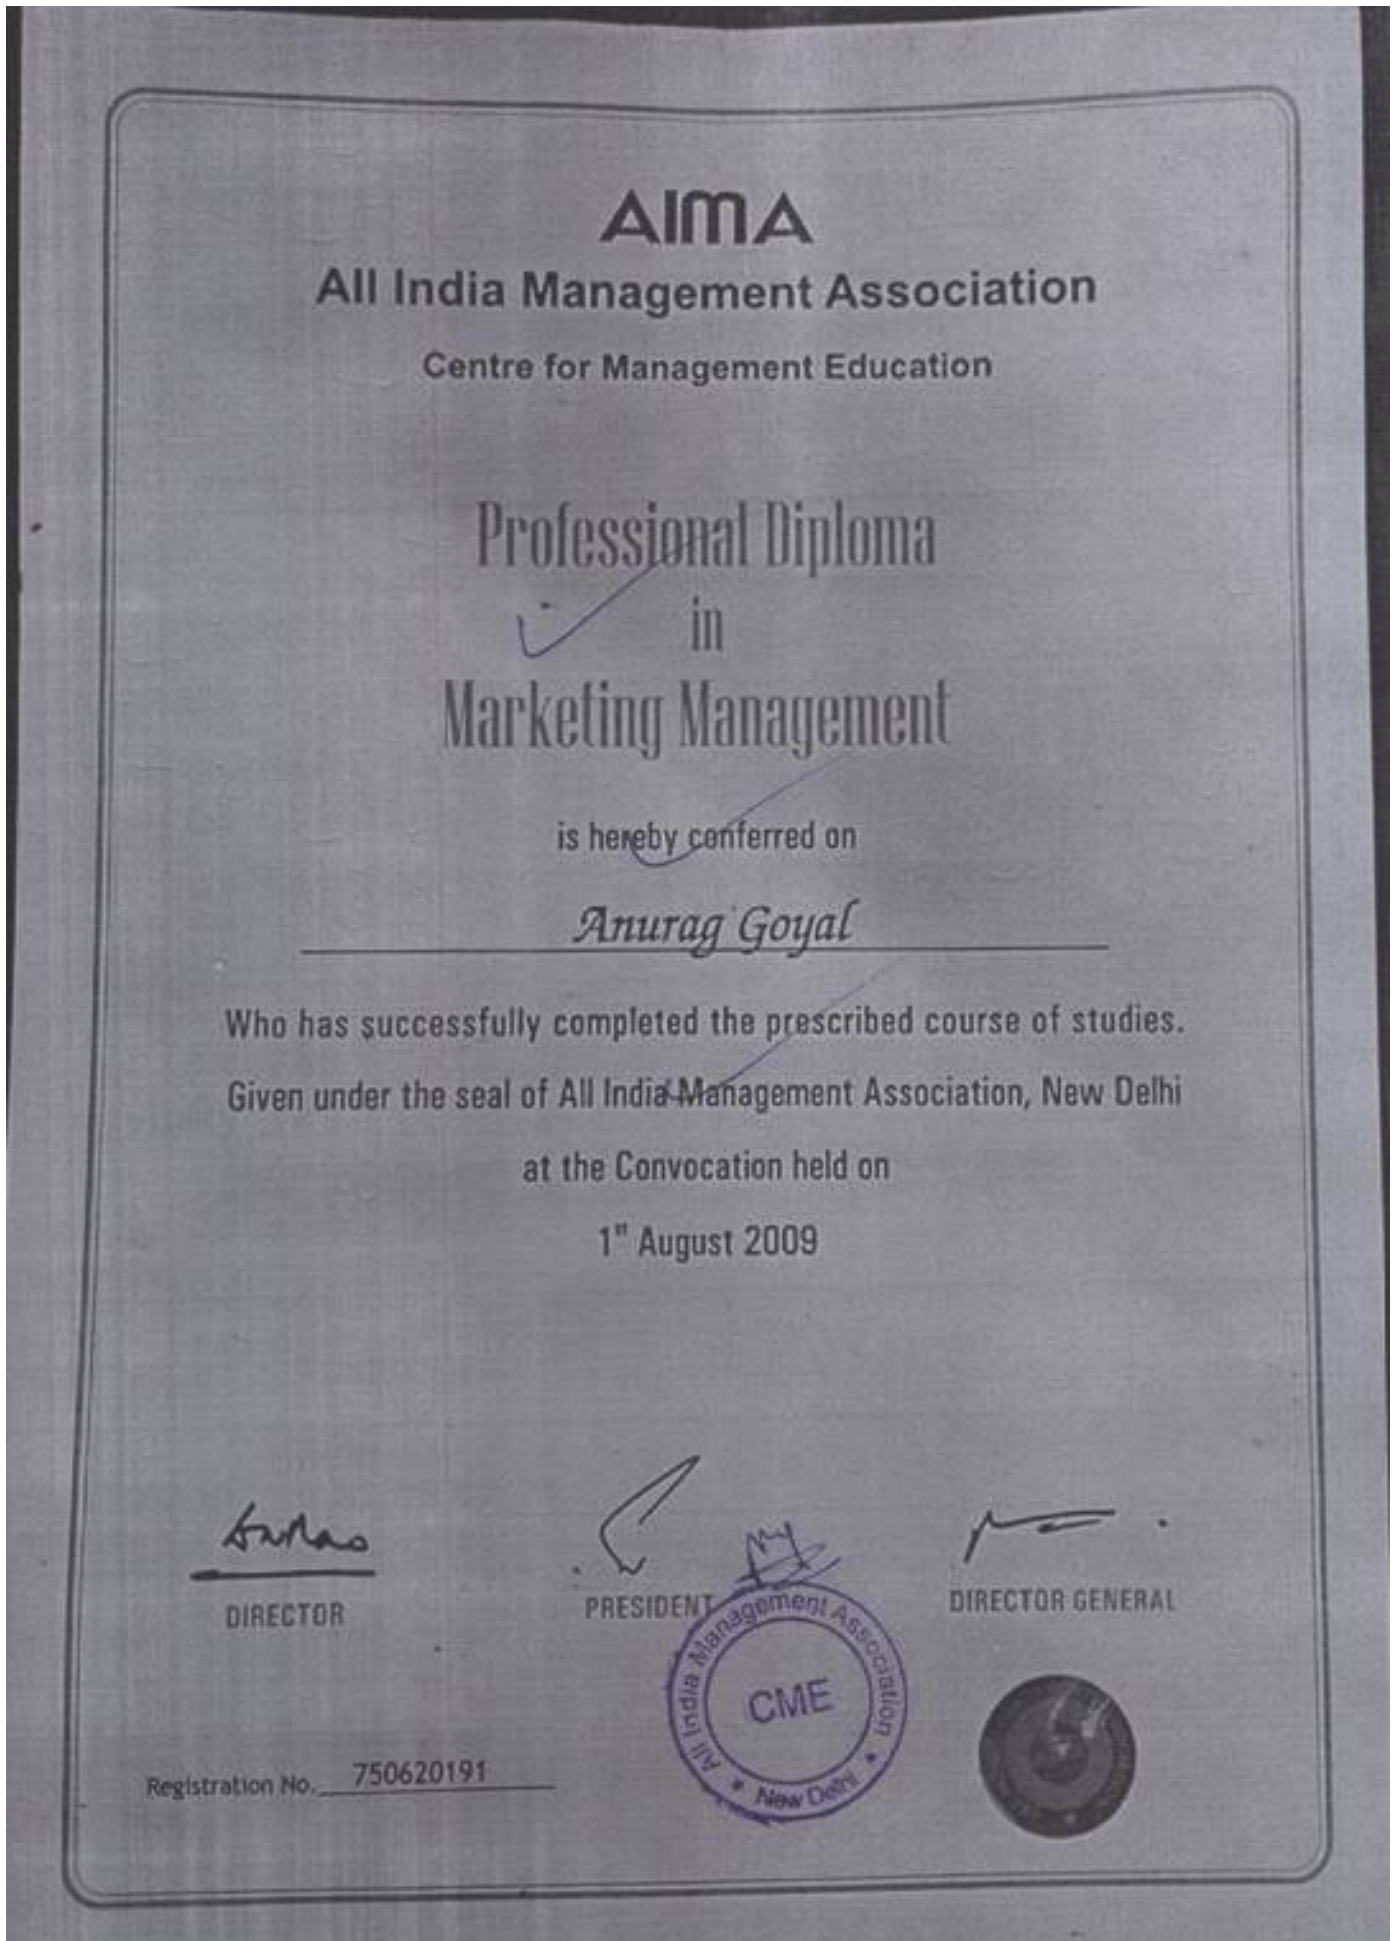 AIMA
All India Management Association
Centre for Management Education
Professional Diploma
in
Marketing Management
is hereby conferred on
Anurag Goyal
Who has successfully completed the prescribed course of studies.
Given under the seal of All India Management Association, New Delhi
at the Convocation held on
1st August 2009
DIRECTOR
PRESIDENT
DIRECTOR GENERAL
All India Management Association
CME
* New Delhi *
Registration No. 750620191